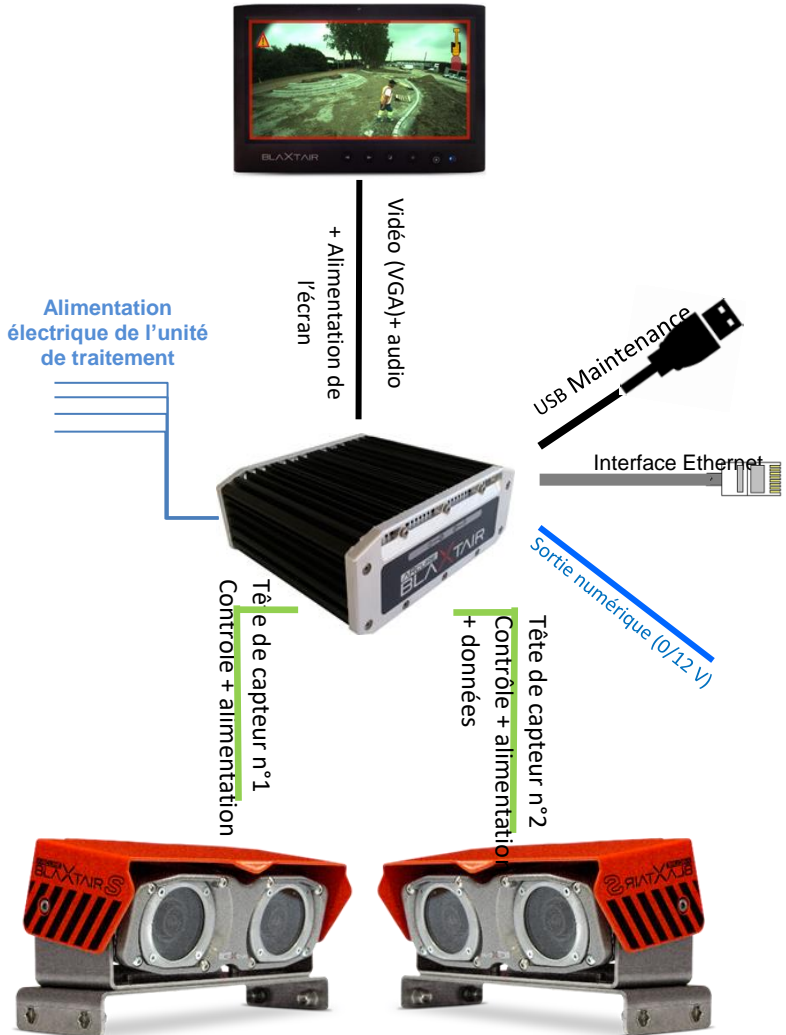 BLAXTAIR
Vidéo (VGA)+ audio
+ Alimentation de
l'écran
Alimentation
électrique de l'unité
de traitement
USB Maintenance
Interface Ethernet
Sortie numérique (0/12 V)
ARCURE
BLAXTAIR
Tête de capteur n°1
Controle + alimentation
Tête de capteur n°2
Contrôle + alimentation
+ données
BLAXTAIR S
BLAXTAIR S